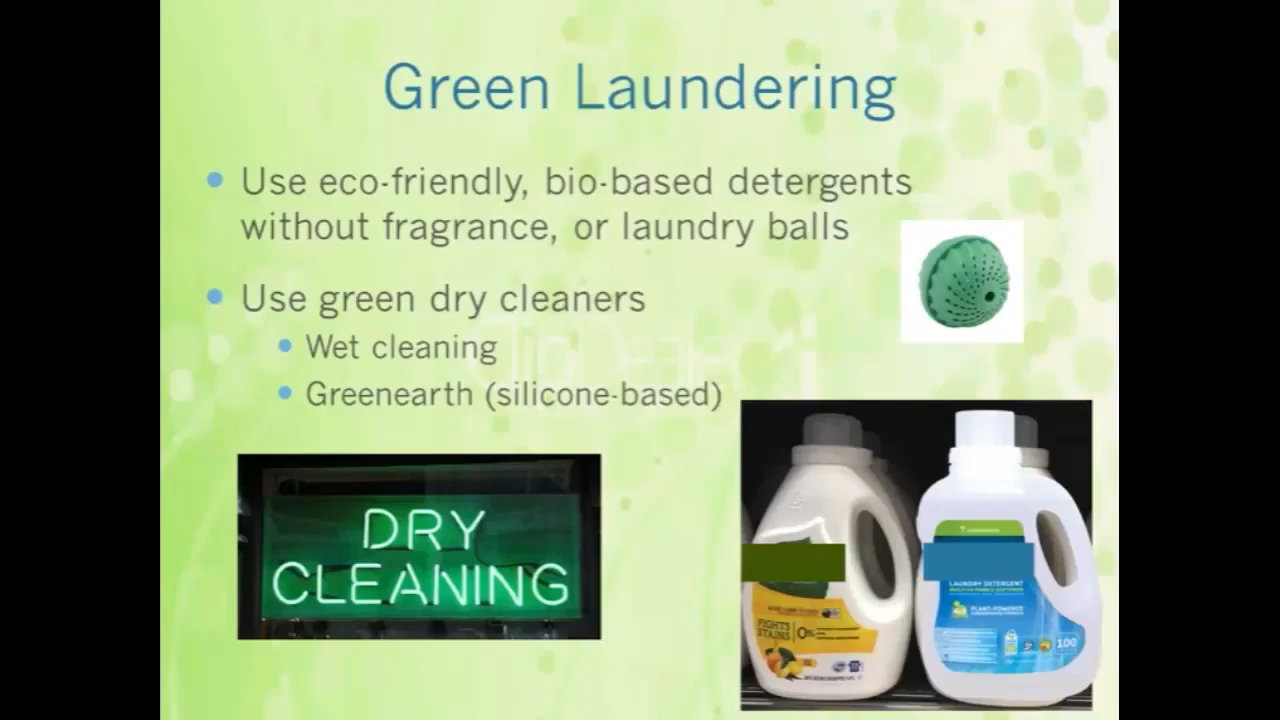 Green Laundering
Use eco-friendly, bio-based detergents
without fragrance, or laundry balls
Use green dry cleaners
Wet cleaning
Greenearth (silicone-based)
DRY
CLEANING
FIGHTS
STAINS
0%
LAUNDRY DETERGENT
PLANT-POWERED
100